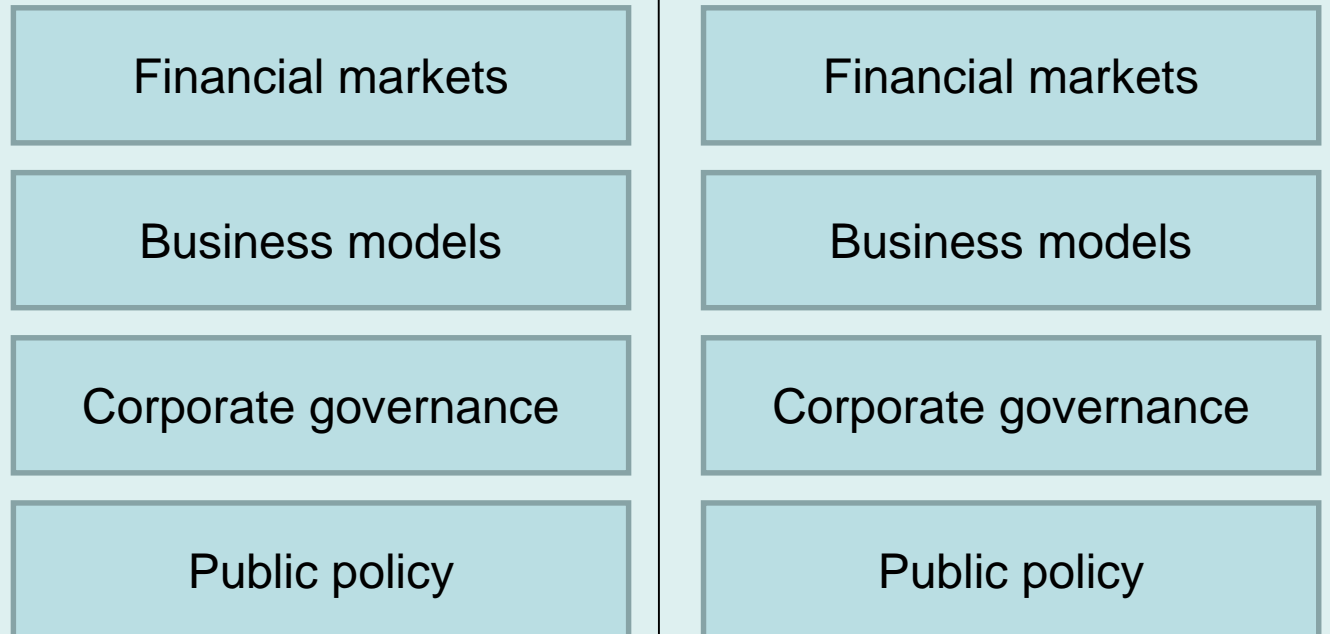 Financial markets
Business models
Corporate governance
Public policy
Financial markets
Business models
Corporate governance
Public policy